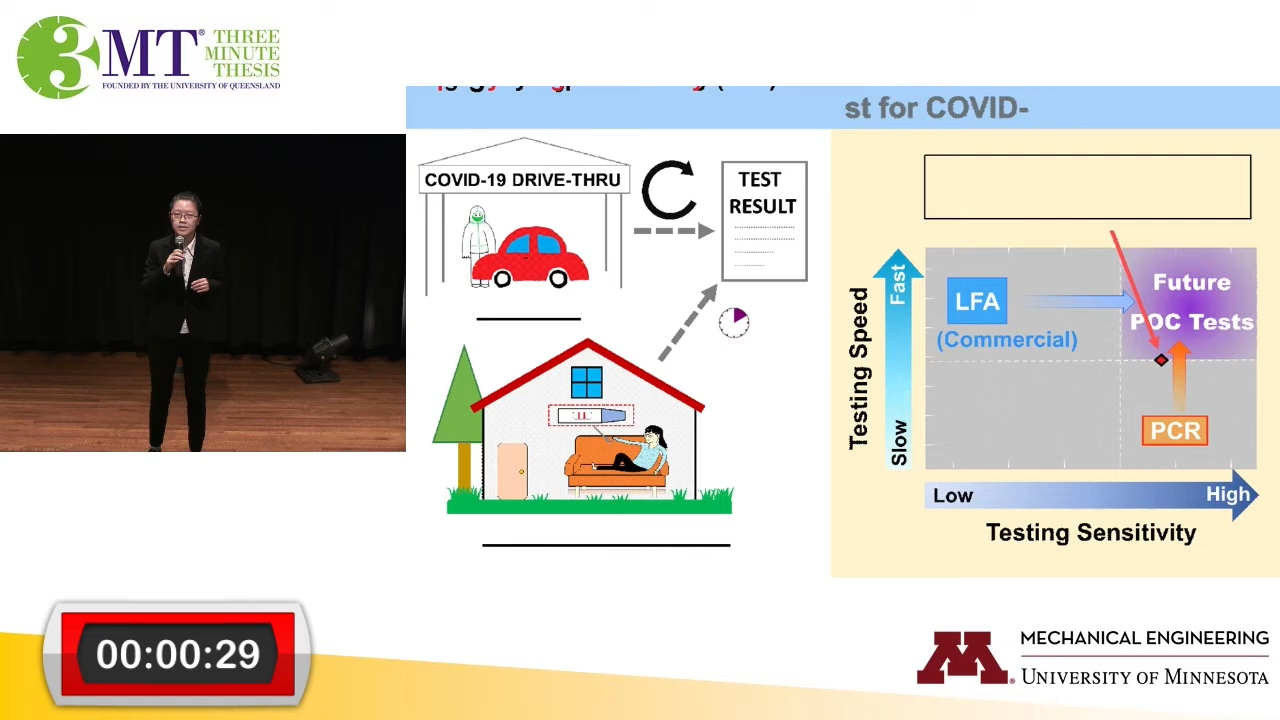 3MT® THREE
MINUTE
THESIS
FOUNDED BY THE UNIVERSITY OF QUEENSLAND
st for COVID-
COVID-19 DRIVE-THRU
TEST
RESULT
Testing Speed
Fast
Slow
LFA
(Commercial)
Future
POC Tests
PCR
Low
High
Testing Sensitivity
00:00:29
M®
MECHANICAL ENGINEERING
UNIVERSITY OF MINNESOTA